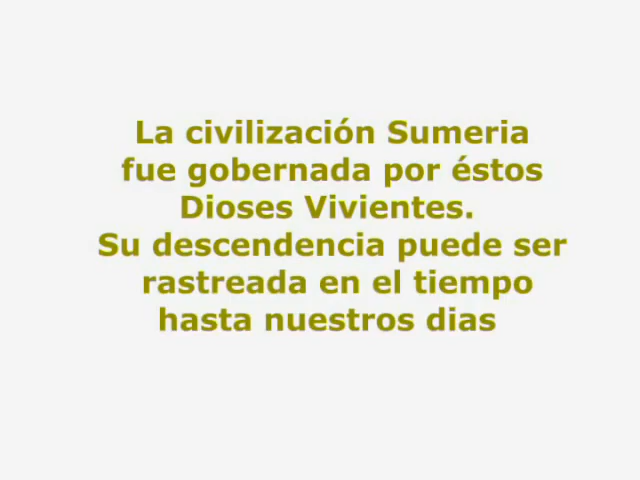 La civilización Sumeria
fue gobernada por éstos
Dioses Vivientes.
Su descendencia puede ser
rastreada en el tiempo
hasta nuestros dias